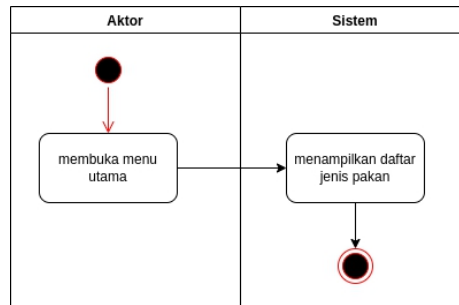 Aktor
Sistem
membuka menu
utama
menampilkan daftar
jenis pakan